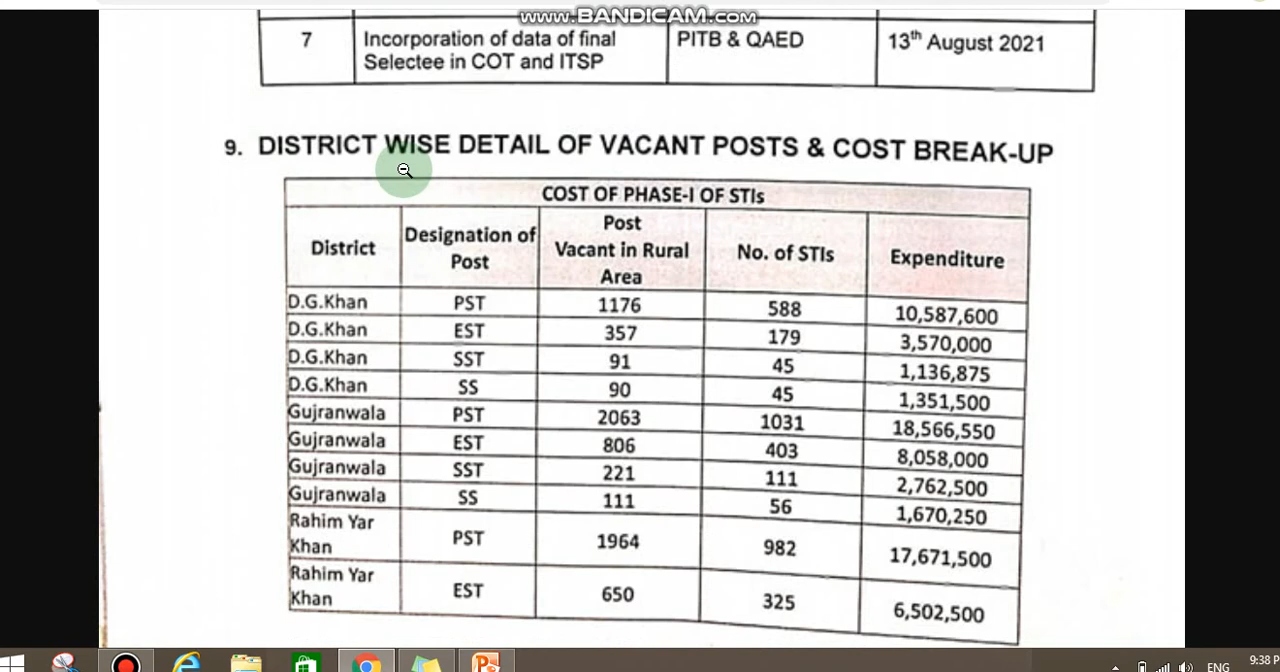 www.BANDICAM.com
7 Incorporation of data of final PITB & QAED 13th August 2021
Selectee in COT and ITSP
9. DISTRICT WISE DETAIL OF VACANT POSTS & COST BREAK-UP
COST OF PHASE-I OF STIs
District Designation of Post Post Vacant in Rural Area No. of STIs Expenditure
D.G.Khan PST 1176 588 10,587,600
D.G.Khan EST 357 179 3,570,000
D.G.Khan SST 91 45 1,136,875
D.G.Khan SS 90 45 1,351,500
Gujranwala PST 2063 1031 18,566,550
Gujranwala EST 806 403 8,058,000
Gujranwala SST 221 111 2,762,500
Gujranwala SS 111 56 1,670,250
Rahim Yar Khan PST 1964 982 17,671,500
Rahim Yar Khan EST 650 325 6,502,500
ENG 9:38 P